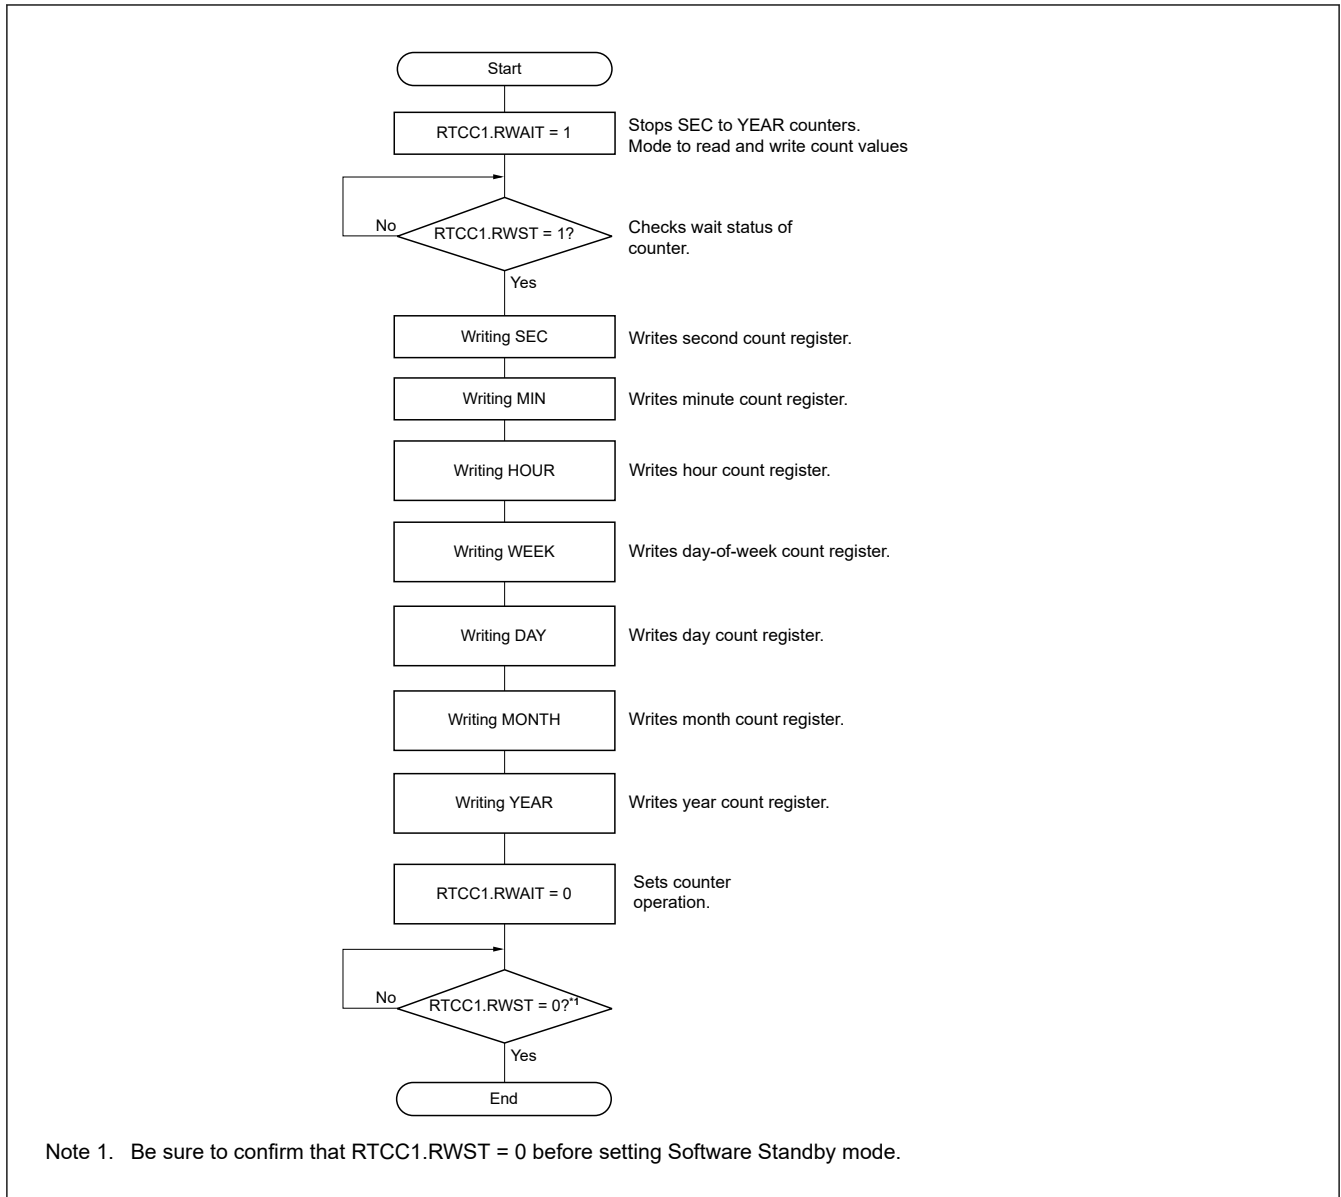 Start
RTCC1.RWAIT = 1
Stops SEC to YEAR counters.
Mode to read and write count values
No
RTCC1.RWST = 1?
Checks wait status of
counter.
Yes
Writing SEC
Writes second count register.
Writing MIN
Writes minute count register.
Writing HOUR
Writes hour count register.
Writing WEEK
Writes day-of-week count register.
Writing DAY
Writes day count register.
Writing MONTH
Writes month count register.
Writing YEAR
Writes year count register.
RTCC1.RWAIT = 0
Sets counter
operation.
No
RTCC1.RWST = 0?*1
Yes
End
Note 1. Be sure to confirm that RTCC1.RWST = 0 before setting Software Standby mode.